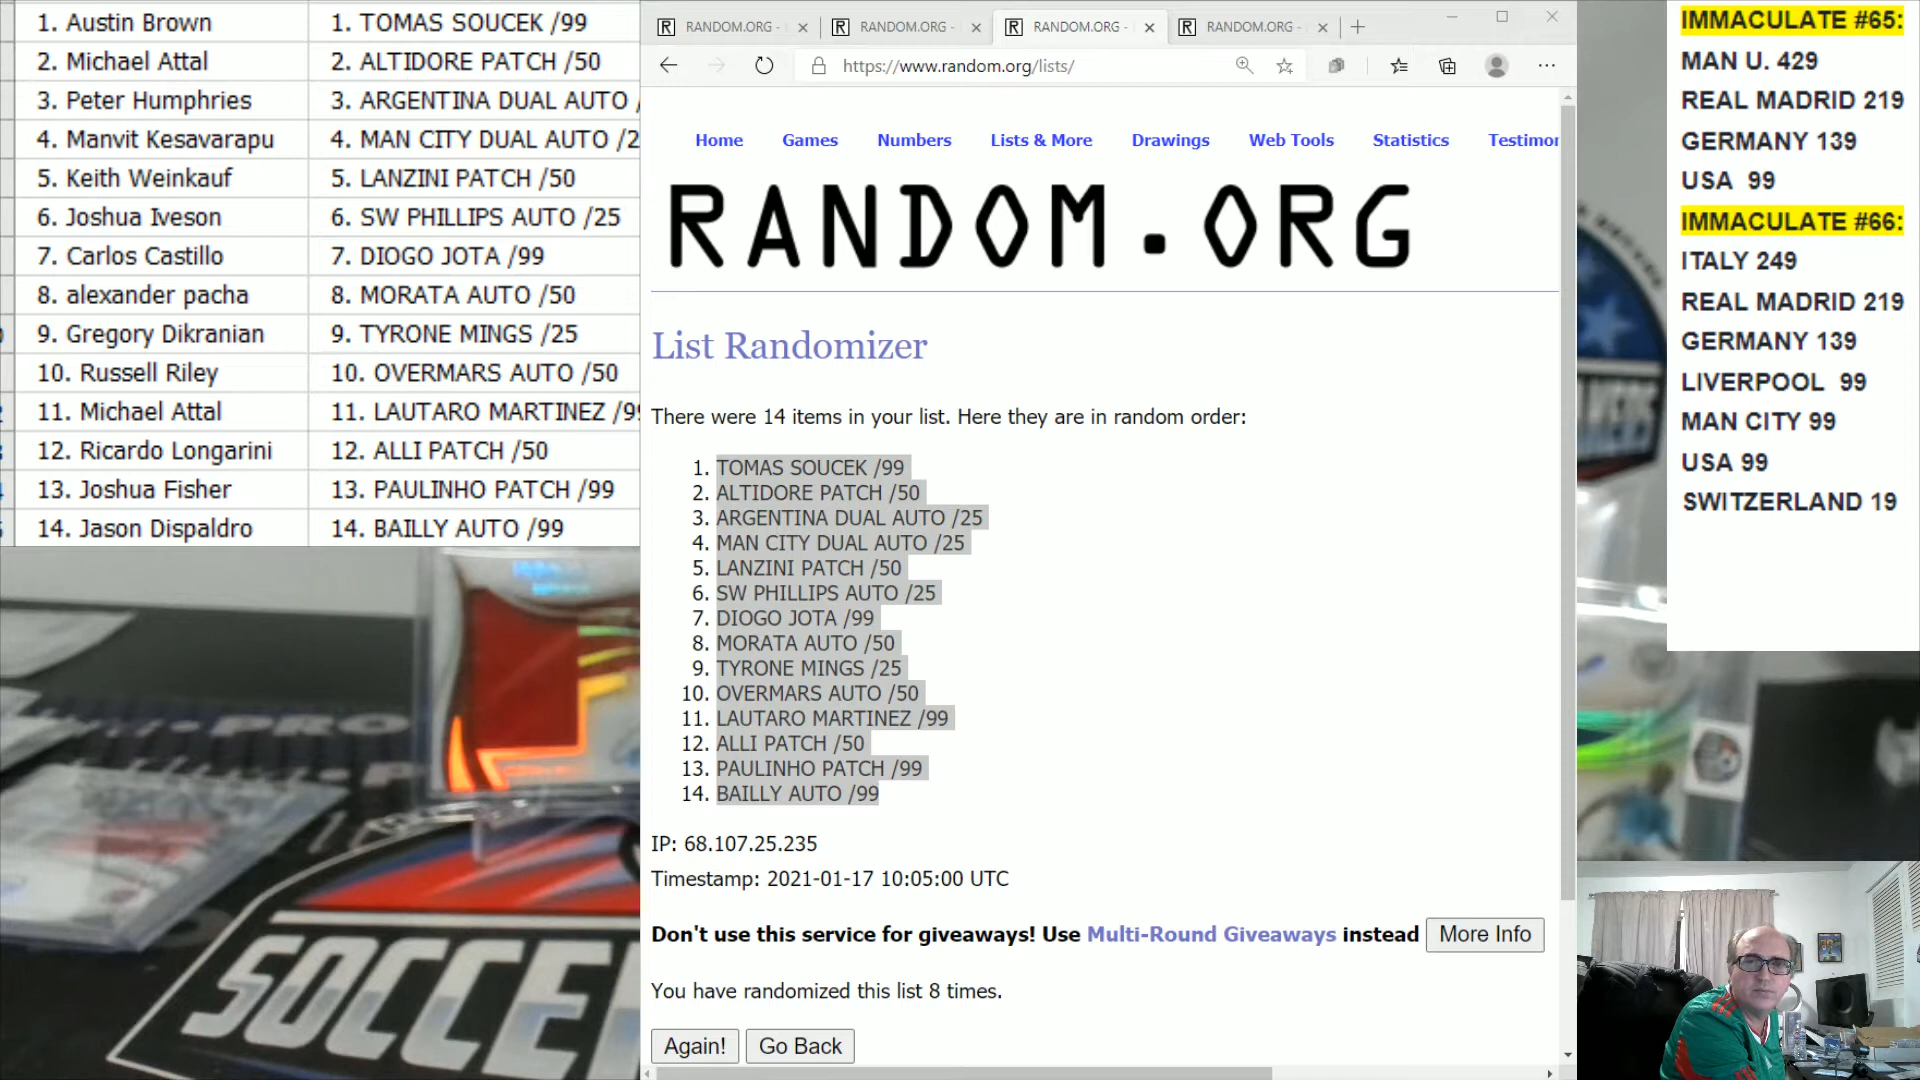 1. Austin Brown
2. Michael Attal
3. Peter Humphries
4. Manvit Kesavarapu
5. Keith Weinkauf
6. Joshua Iveson
7. Carlos Castillo
8. alexander pacha
9. Gregory Dikranian
10. Russell Riley
11. Michael Attal
12. Ricardo Longarini
13. Joshua Fisher
14. Jason Dispaldro
1. TOMAS SOUCEK /99
2. ALTIDORE PATCH /50
3. ARGENTINA DUAL AUTO /
4. MAN CITY DUAL AUTO /2
5. LANZINI PATCH /50
6. SW PHILLIPS AUTO /25
7. DIOGO JOTA /99
8. MORATA AUTO /50
9. TYRONE MINGS /25
10. OVERMARS AUTO /50
11. LAUTARO MARTINEZ /99
12. ALLI PATCH /50
13. PAULINHO PATCH /99
14. BAILLY AUTO /99
RANDOM.ORG - RANDOM.ORG - RANDOM.ORG - RANDOM.ORG -
https://www.random.org/lists/
Home Games Numbers Lists & More Drawings Web Tools Statistics Testimor
RANDOM.ORG
List Randomizer
There were 14 items in your list. Here they are in random order:
1. TOMAS SOUCEK /99
2. ALTIDORE PATCH /50
3. ARGENTINA DUAL AUTO /25
4. MAN CITY DUAL AUTO /25
5. LANZINI PATCH /50
6. SW PHILLIPS AUTO /25
7. DIOGO JOTA /99
8. MORATA AUTO /50
9. TYRONE MINGS /25
10. OVERMARS AUTO /50
11. LAUTARO MARTINEZ /99
12. ALLI PATCH /50
13. PAULINHO PATCH /99
14. BAILLY AUTO /99
IP: 68.107.25.235
Timestamp: 2021-01-17 10:05:00 UTC
Don't use this service for giveaways! Use Multi-Round Giveaways instead More Info
You have randomized this list 8 times.
Again! Go Back
IMMACULATE #65:
MAN U. 429
REAL MADRID 219
GERMANY 139
USA 99
IMMACULATE #66:
ITALY 249
REAL MADRID 219
GERMANY 139
LIVERPOOL 99
MAN CITY 99
USA 99
SWITZERLAND 19
PRO
SOCCE